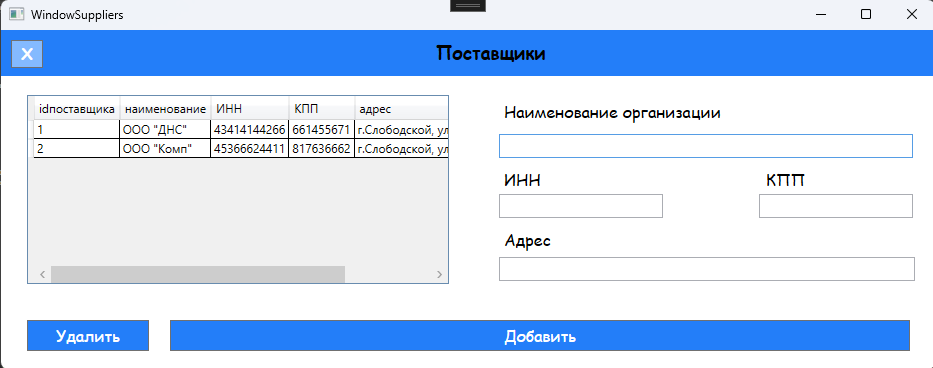 WindowSuppliers
X
Поставщики
idпоставщика наименование ИНН КПП адрес
1 ООО "ДНС" 43414144266 661455671 г.Слободской, ул
2 ООО "Комп" 45366624411 817636662 г.Слободской, ул
Наименование организации
ИНН КПП
Адрес
Удалить Добавить